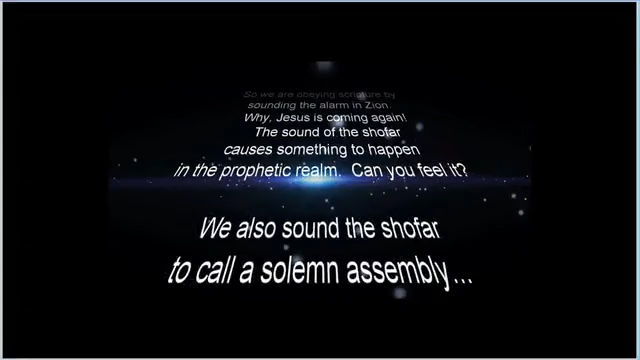 So we are obeying scripture by
sounding the alarm in Zion.
Why, Jesus is coming again!
The sound of the shofar
causes something to happen
in the prophetic realm. Can you feel it?
We also sound the shofar
to call a solemn assembly...